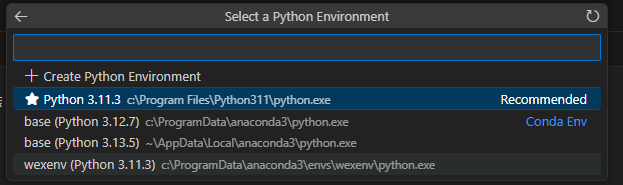 Select a Python Environment
Create Python Environment
Python 3.11.3 c:\Program Files\Python311\python.exe Recommended
base (Python 3.12.7) c:\ProgramData\anaconda3\python.exe Conda Env
base (Python 3.13.5) ~\AppData\Local\anaconda3\python.exe
wexenv (Python 3.11.3) c:\ProgramData\anaconda3\envs\wexenv\python.exe